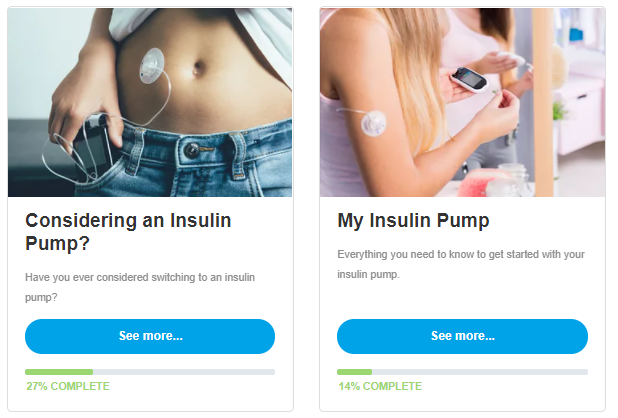 Considering an Insulin
Pump?
Have you ever considered switching to an insulin
pump?
See more...
27% COMPLETE
My Insulin Pump
Everything you need to know to get started with your
insulin pump.
See more...
14% COMPLETE